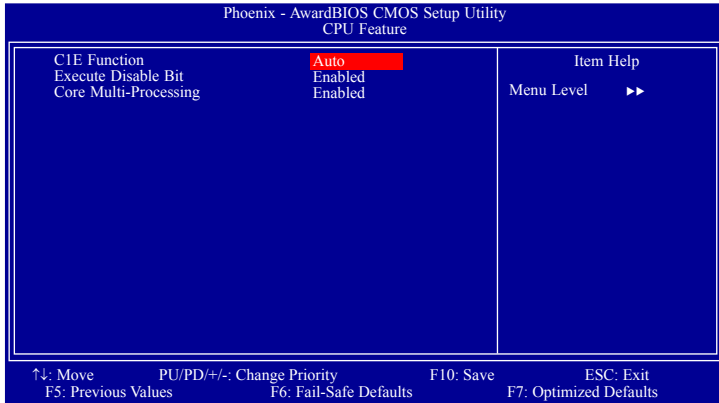 Phoenix - AwardBIOS CMOS Setup Utility
CPU Feature
C1E Function Auto
Execute Disable Bit Enabled
Core Multi-Processing Enabled
Item Help
Menu Level ▶▶
↑↓: Move PU/PD/+/-: Change Priority F10: Save ESC: Exit
F5: Previous Values F6: Fail-Safe Defaults F7: Optimized Defaults